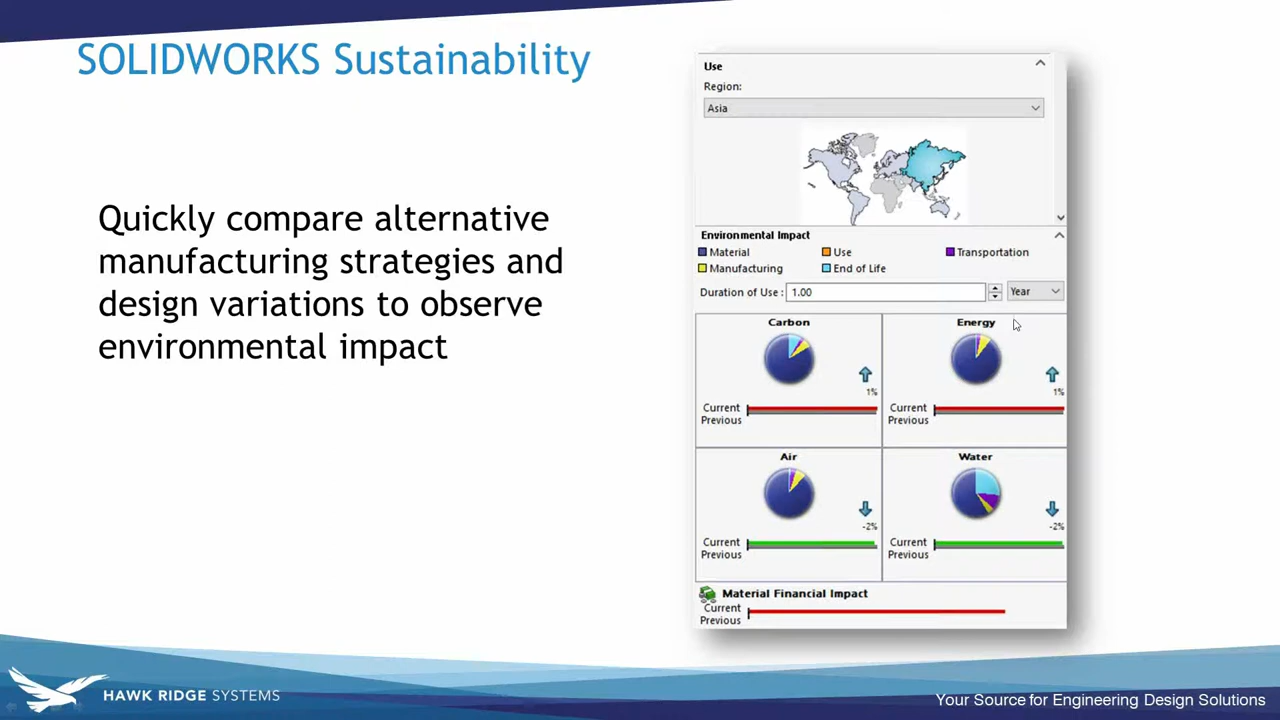 SOLIDWORKS Sustainability
Quickly compare alternative
manufacturing strategies and
design variations to observe
environmental impact
Use
Region:
Asia
Environmental Impact
Material Use Transportation
Manufacturing End of Life
Duration of Use : 1.00 Year
Carbon Energy
1% 1%
Current Current
Previous Previous
Air Water
-2% -2%
Current Current
Previous Previous
Material Financial Impact
Current
Previous
HAWK RIDGE SYSTEMS
Your Source for Engineering Design Solutions